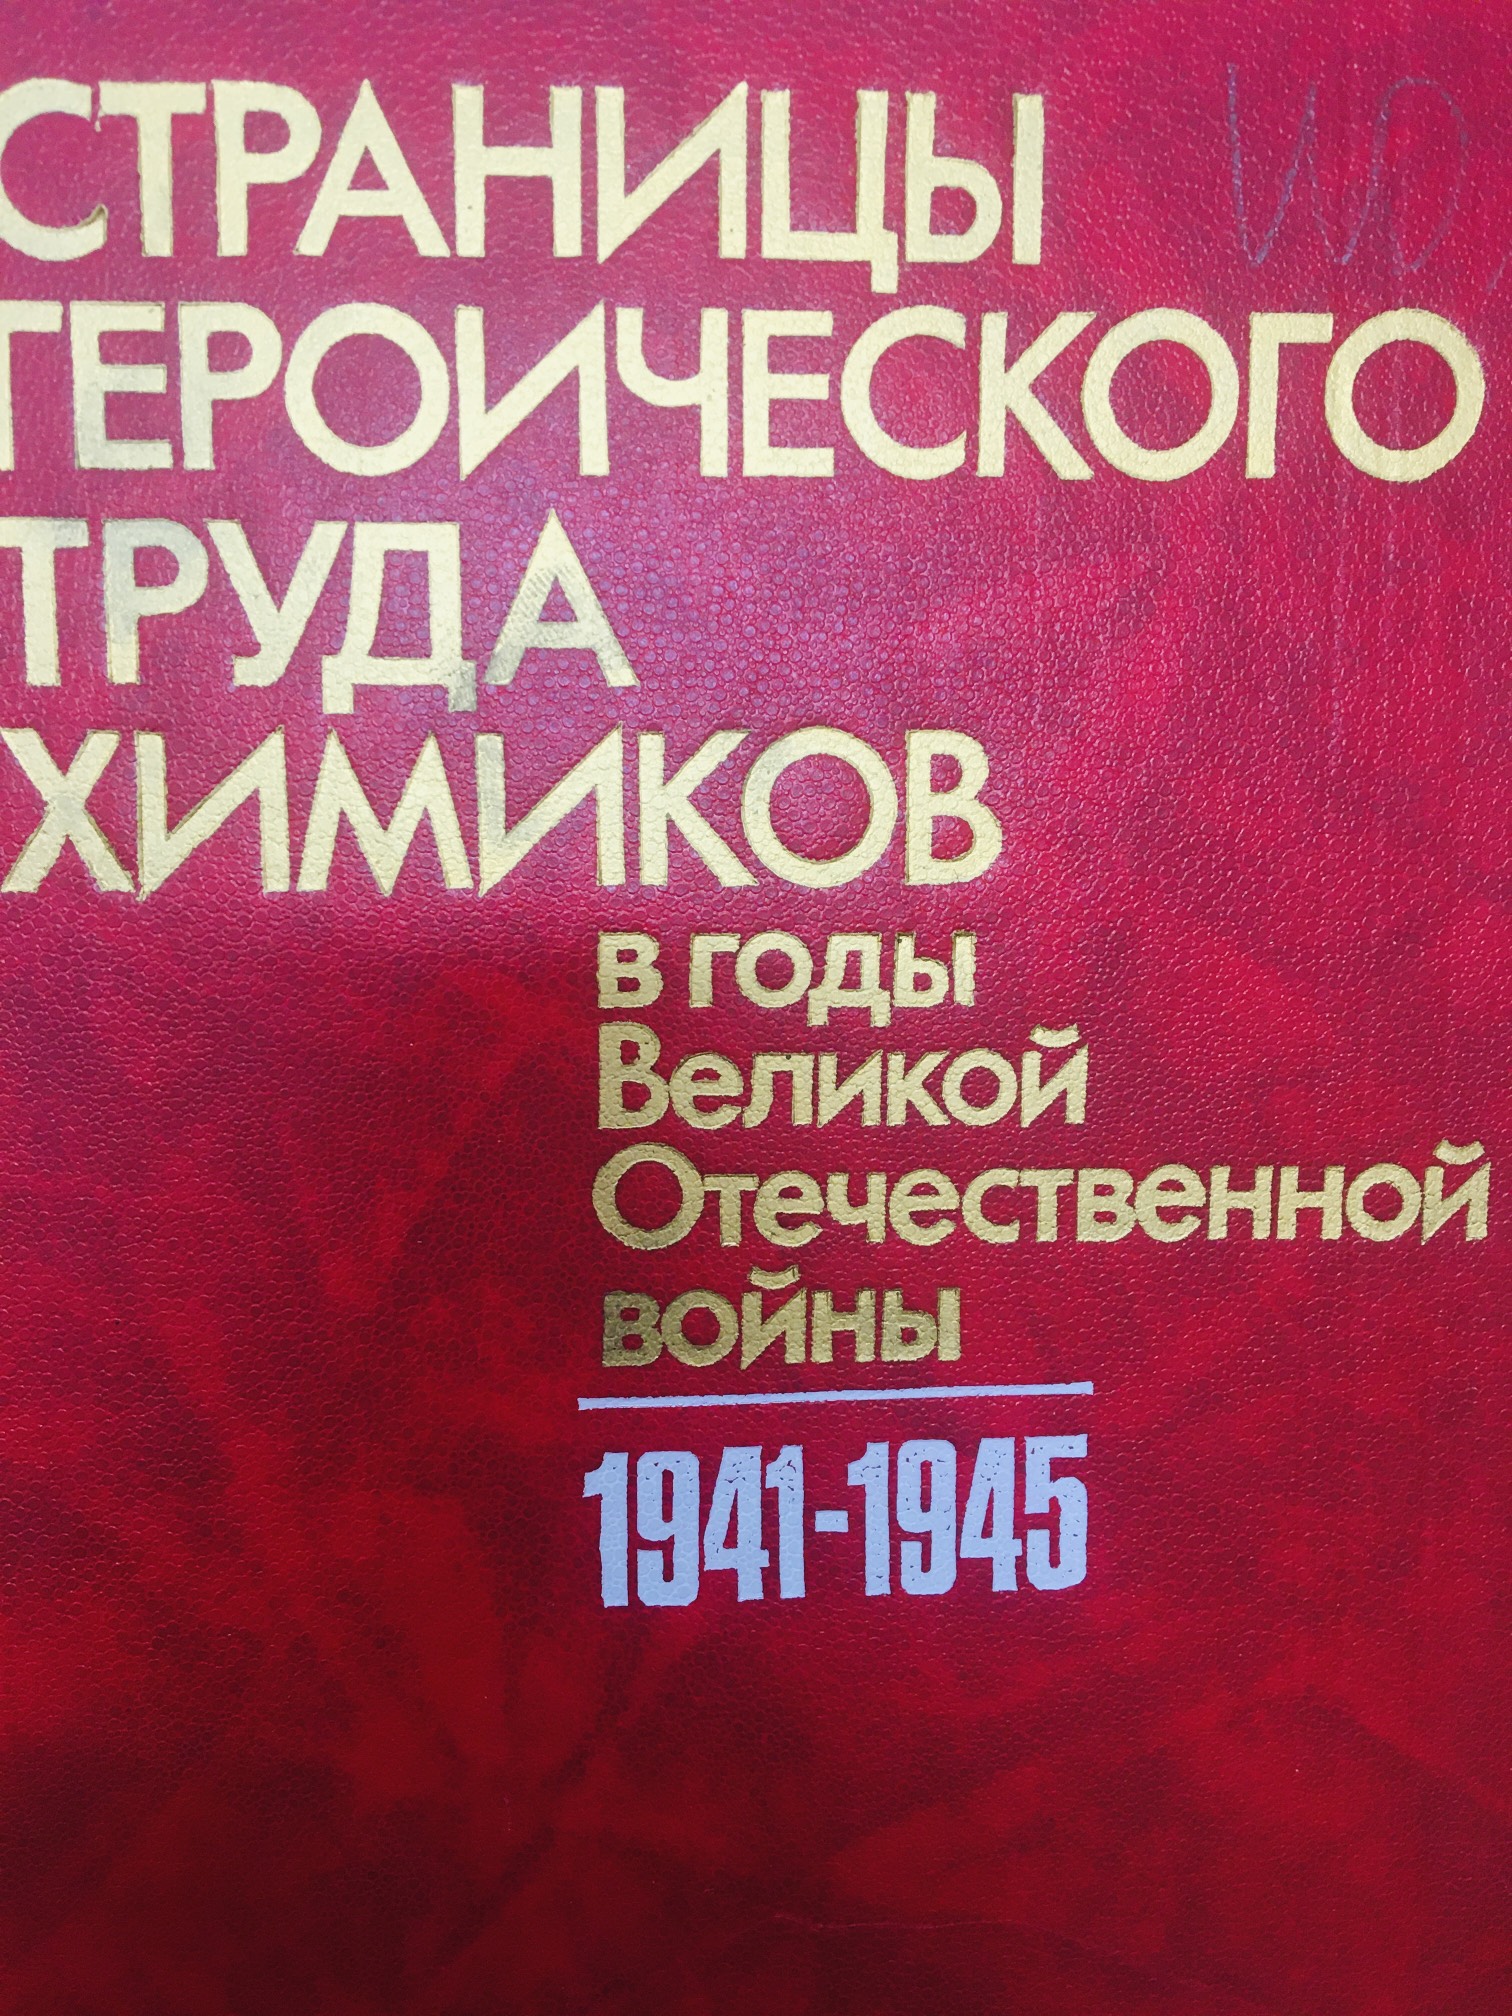 СТРАНИЦЫ
ГЕРОИЧЕСКОГО
ТРУДА
ХИМИКОВ
в годы
Великой
Отечественной
войны
1941-1945